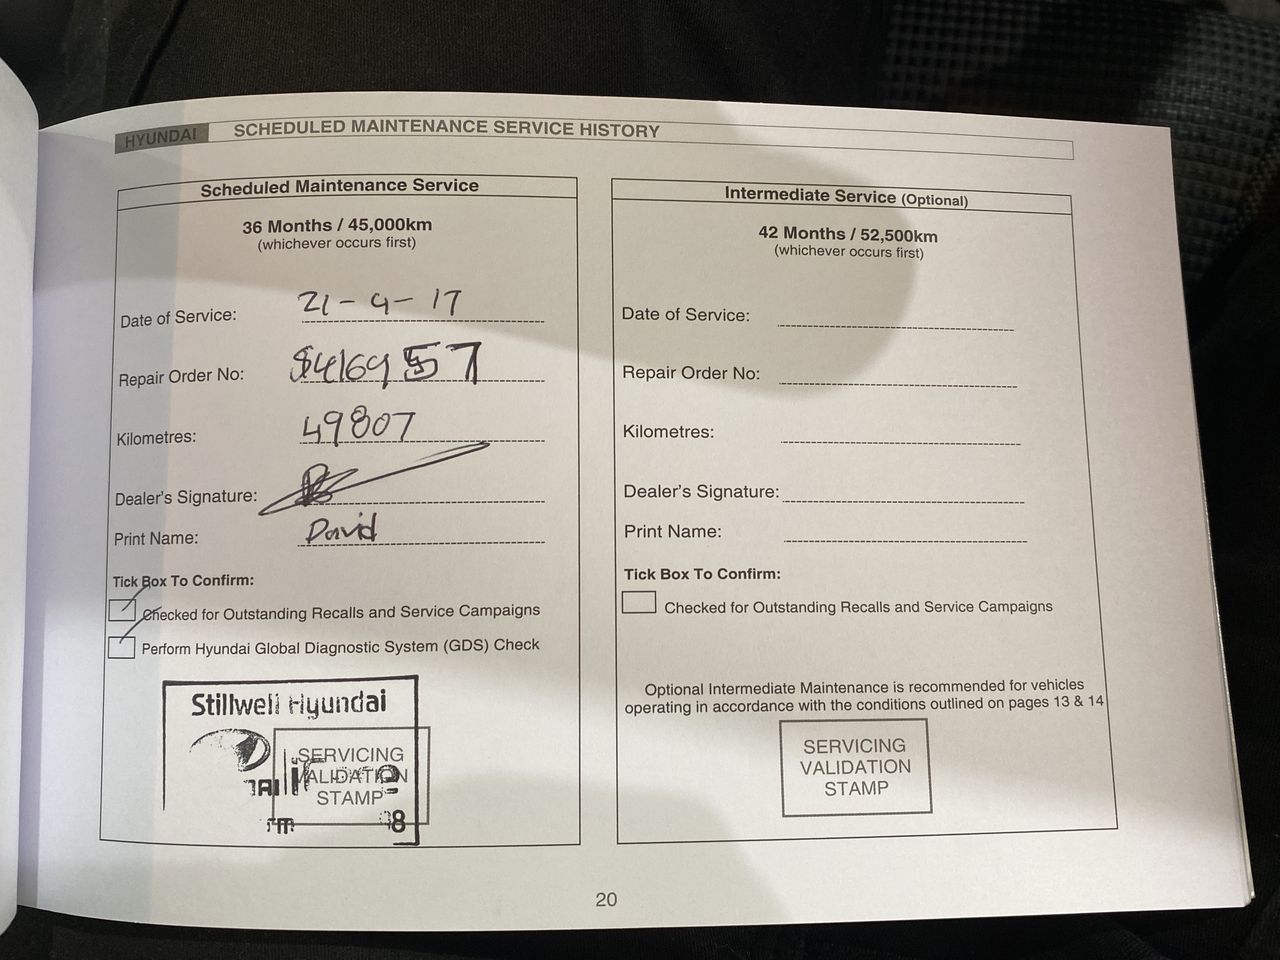 HYUNDAI SCHEDULED MAINTENANCE SERVICE HISTORY
Scheduled Maintenance Service
36 Months / 45,000km
(whichever occurs first)
Date of Service: 21-9-17
Repair Order No:
Kilometres: 49807
Dealer's Signature:
Print Name: David
Tick Box To Confirm:
Checked for Outstanding Recalls and Service Campaigns
Perform Hyundai Global Diagnostic System (GDS) Check
Stillwell Hyundai
SERVICING
VALIDATION
STAMP
Intermediate Service (Optional)
42 Months / 52,500km
(whichever occurs first)
Date of Service:
Repair Order No:
Kilometres:
Dealer's Signature:
Print Name:
Tick Box To Confirm:
Checked for Outstanding Recalls and Service Campaigns
Optional Intermediate Maintenance is recommended for vehicles
operating in accordance with the conditions outlined on pages 13 & 14
SERVICING
VALIDATION
STAMP
20